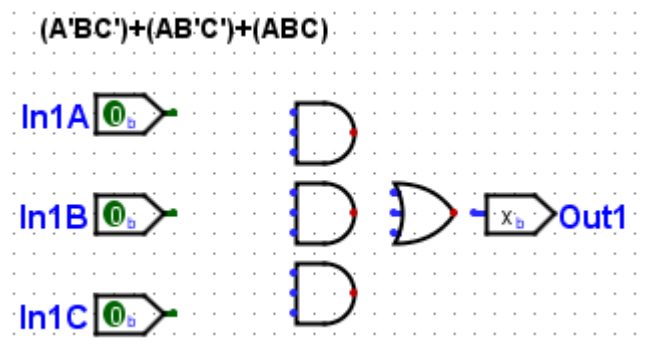 (A'BC')+(AB'C')+(ABC)
In1A 0b
In1B 0b
xb Out1
In1C 0b